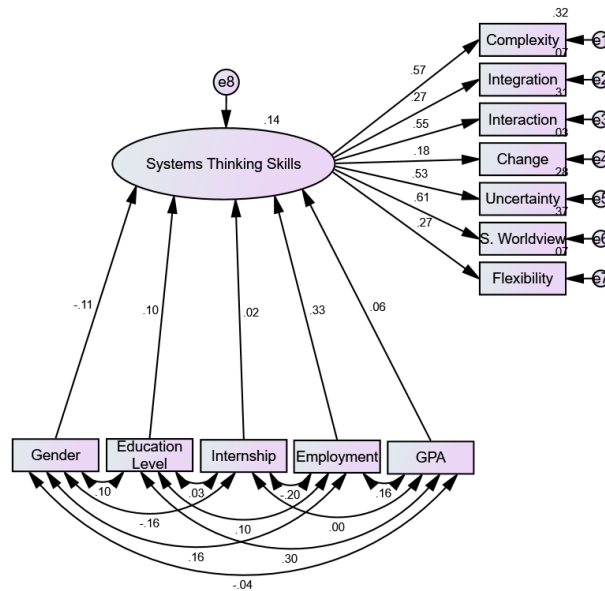 .32
Complexity
e1
.57
.07
Integration
e2
.27
.31
Interaction
e3
.55
.03
Change
e4
.18
.28
Uncertainty
e5
.53
.37
S. Worldview
e6
.61
.07
Flexibility
e7
.27
e8
.14
Systems Thinking Skills
-.11
.10
.02
.33
.06
Gender
Education
Level
Internship
Employment
GPA
.10
.03
-.20
.16
-.16
.10
.00
.16
.30
-.04